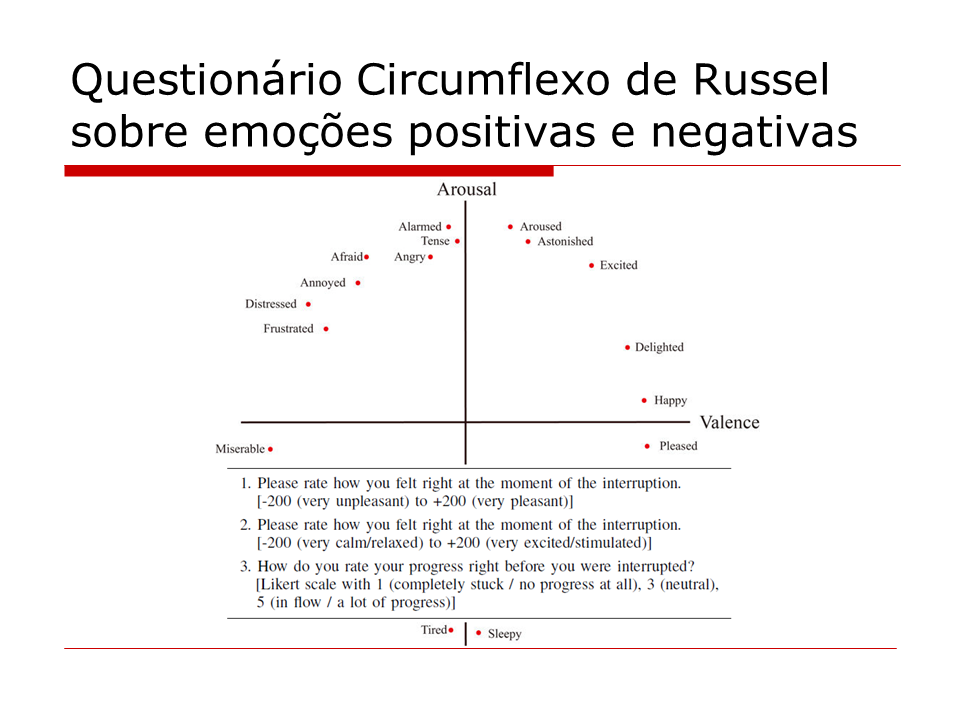 Questionário Circumflexo de Russel
sobre emoções positivas e negativas
Arousal
Alarmed
Aroused
Tense
Astonished
Afraid
Angry
Excited
Annoyed
Distressed
Frustrated
Delighted
Happy
Valence
Miserable
Pleased
1. Please rate how you felt right at the moment of the interruption.
[-200 (very unpleasant) to +200 (very pleasant)]
2. Please rate how you felt right at the moment of the interruption.
[-200 (very calm/relaxed) to +200 (very excited/stimulated)]
3. How do you rate your progress right before you were interrupted?
[Likert scale with 1 (completely stuck / no progress at all), 3 (neutral),
5 (in flow / a lot of progress)]
Tired
Sleepy